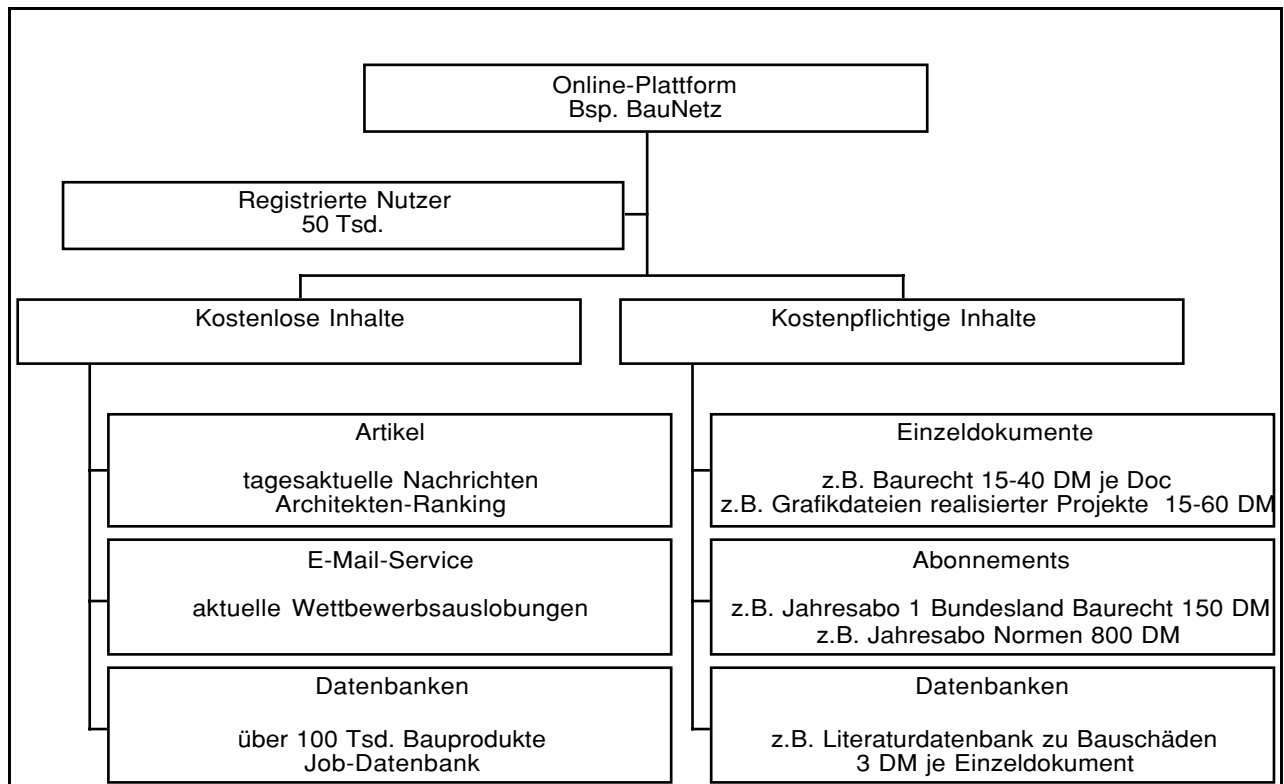 Online-Plattform
Bsp. BauNetz
Registrierte Nutzer
50 Tsd.
Kostenlose Inhalte
Kostenpflichtige Inhalte
Artikel
tagesaktuelle Nachrichten
Architekten-Ranking
E-Mail-Service
aktuelle Wettbewerbsauslobungen
Datenbanken
über 100 Tsd. Bauprodukte
Job-Datenbank
Einzeldokumente
z.B. Baurecht 15-40 DM je Doc
z.B. Grafikdateien realisierter Projekte 15-60 DM
Abonnements
z.B. Jahresabo 1 Bundesland Baurecht 150 DM
z.B. Jahresabo Normen 800 DM
Datenbanken
z.B. Literaturdatenbank zu Bauschäden
3 DM je Einzeldokument